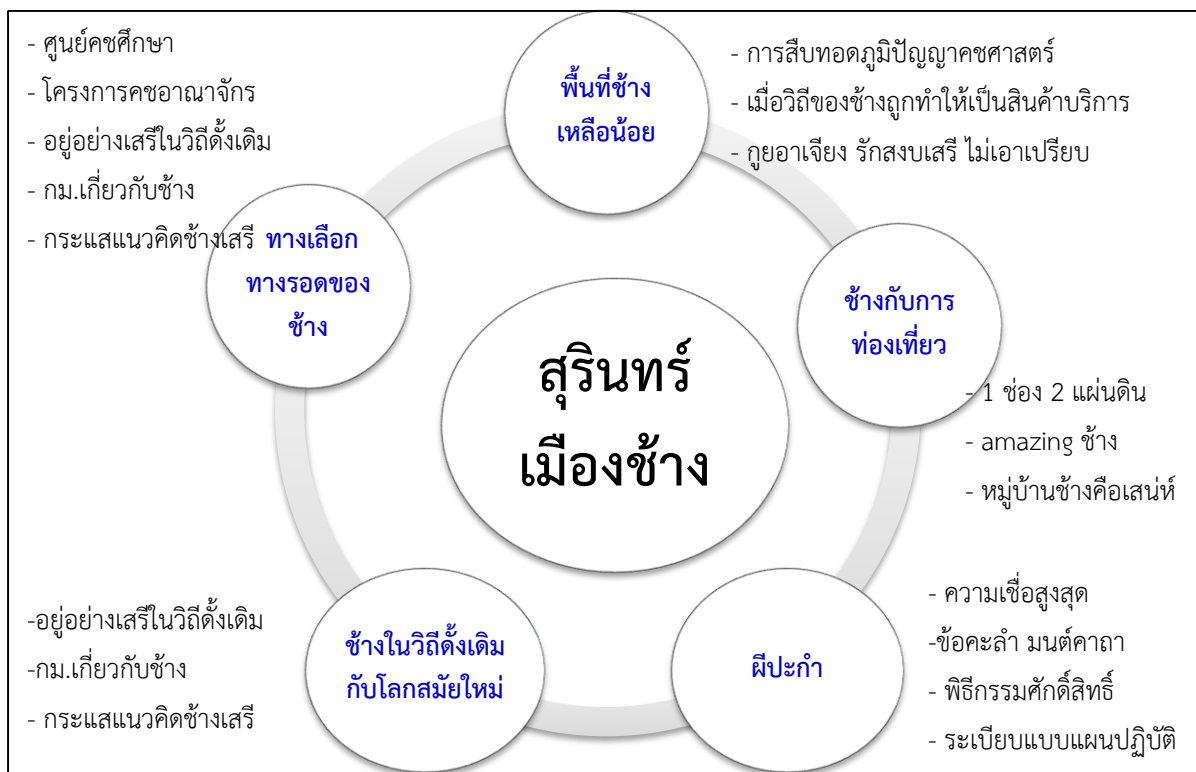 - ศูนย์คชศึกษา
- โครงการคชอาณาจักร
- อยู่อย่างเสรีในวิถีดั้งเดิม
- กม.เกี่ยวกับช้าง
- กระแสแนวคิดช้างเสรี
พื้นที่ช้าง
เหลือน้อย
- การสืบทอดภูมิปัญญาคชศาสตร์
- เมื่อวิถีของช้างถูกทำให้เป็นสินค้าบริการ
- กูยอาเจียง รักสงบเสรี ไม่เอาเปรียบ
ทางเลือก
ทางรอดของ
ช้าง
ช้างกับการ
ท่องเที่ยว
- 1 ช่อง 2 แผ่นดิน
- amazing ช้าง
- หมู่บ้านช้างคือเสน่ห์
สุรินทร์
เมืองช้าง
-อยู่อย่างเสรีในวิถีดั้งเดิม
-กม.เกี่ยวกับช้าง
- กระแสแนวคิดช้างเสรี
ช้างในวิถีดั้งเดิม
กับโลกสมัยใหม่
ผีปะกำ
- ความเชื่อสูงสุด
-ข้อคะลำ มนต์คาถา
- พิธีกรรมศักดิ์สิทธิ์
- ระเบียบแบบแผนปฏิบัติ